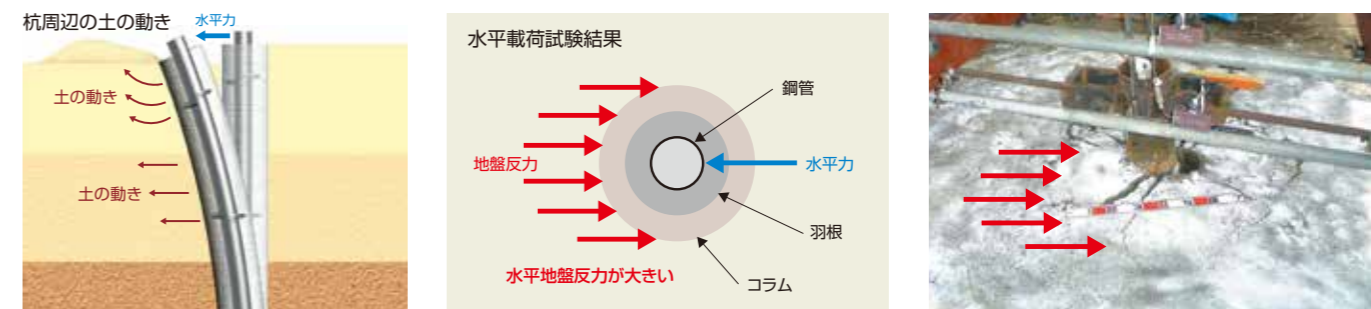 杭周辺の土の動き
水平力
土の動き
土の動き
水平載荷試験結果
鋼管
地盤反力
水平力
羽根
水平地盤反力が大きい
コラム